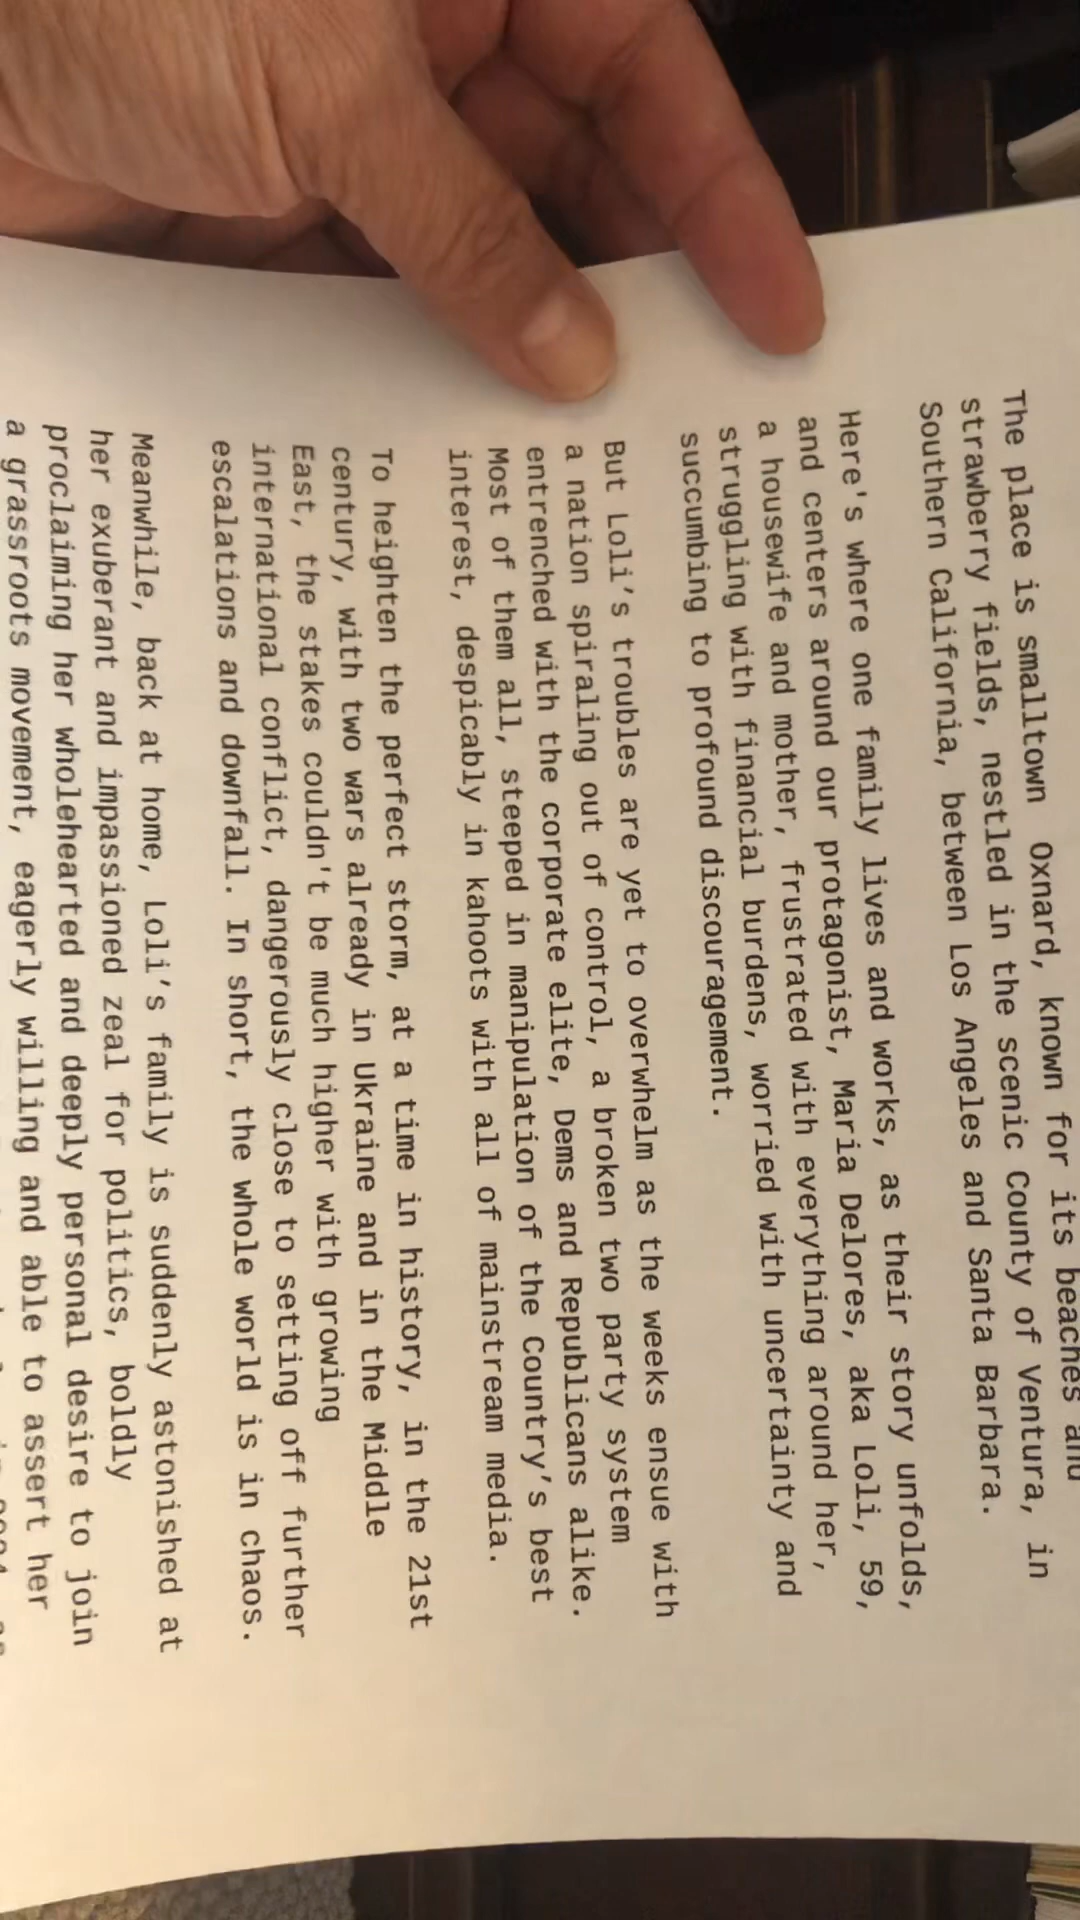 The place is smalltown Oxnard, known for its beaches and
strawberry fields, nestled in the scenic County of Ventura, in
Southern California, between Los Angeles and Santa Barbara.
Here's where one family lives and works, as their story unfolds,
and centers around our protagonist, Maria Delores, aka Loli, 59,
a housewife and mother, frustrated with everything around her,
struggling with financial burdens, worried with uncertainty and
succumbing to profound discouragement.
But Loli's troubles are yet to overwhelm as the weeks ensue with
a nation spiraling out of control, a broken two party system
entrenched with the corporate elite, Dems and Republicans alike.
Most of them all, steeped in manipulation of the Country's best
interest, despicably in kahoots with all of mainstream media.
To heighten the perfect storm, at a time in history, in the 21st
century, with two wars already in Ukraine and in the Middle
East, the stakes couldn't be much higher with growing
international conflict, dangerously close to setting off further
escalations and downfall. In short, the whole world is in chaos.
Meanwhile, back at home, Loli's family is suddenly astonished at
her exuberant and impassioned zeal for politics, boldly
proclaiming her wholehearted and deeply personal desire to join
a grassroots movement, eagerly willing and able to assert her